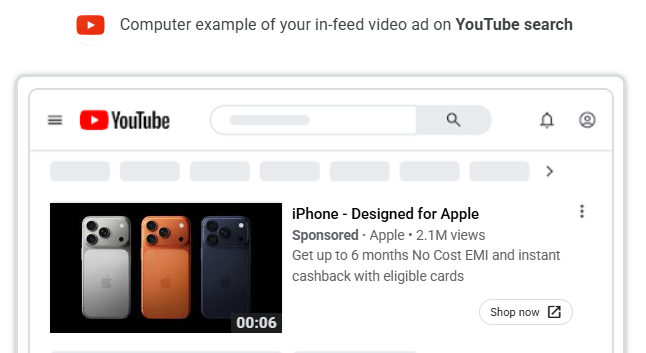 Computer example of your in-feed video ad on YouTube search
YouTube
iPhone - Designed for Apple
Sponsored · Apple • 2.1M views
Get up to 6 months No Cost EMI and instant
cashback with eligible cards
00:06
Shop now